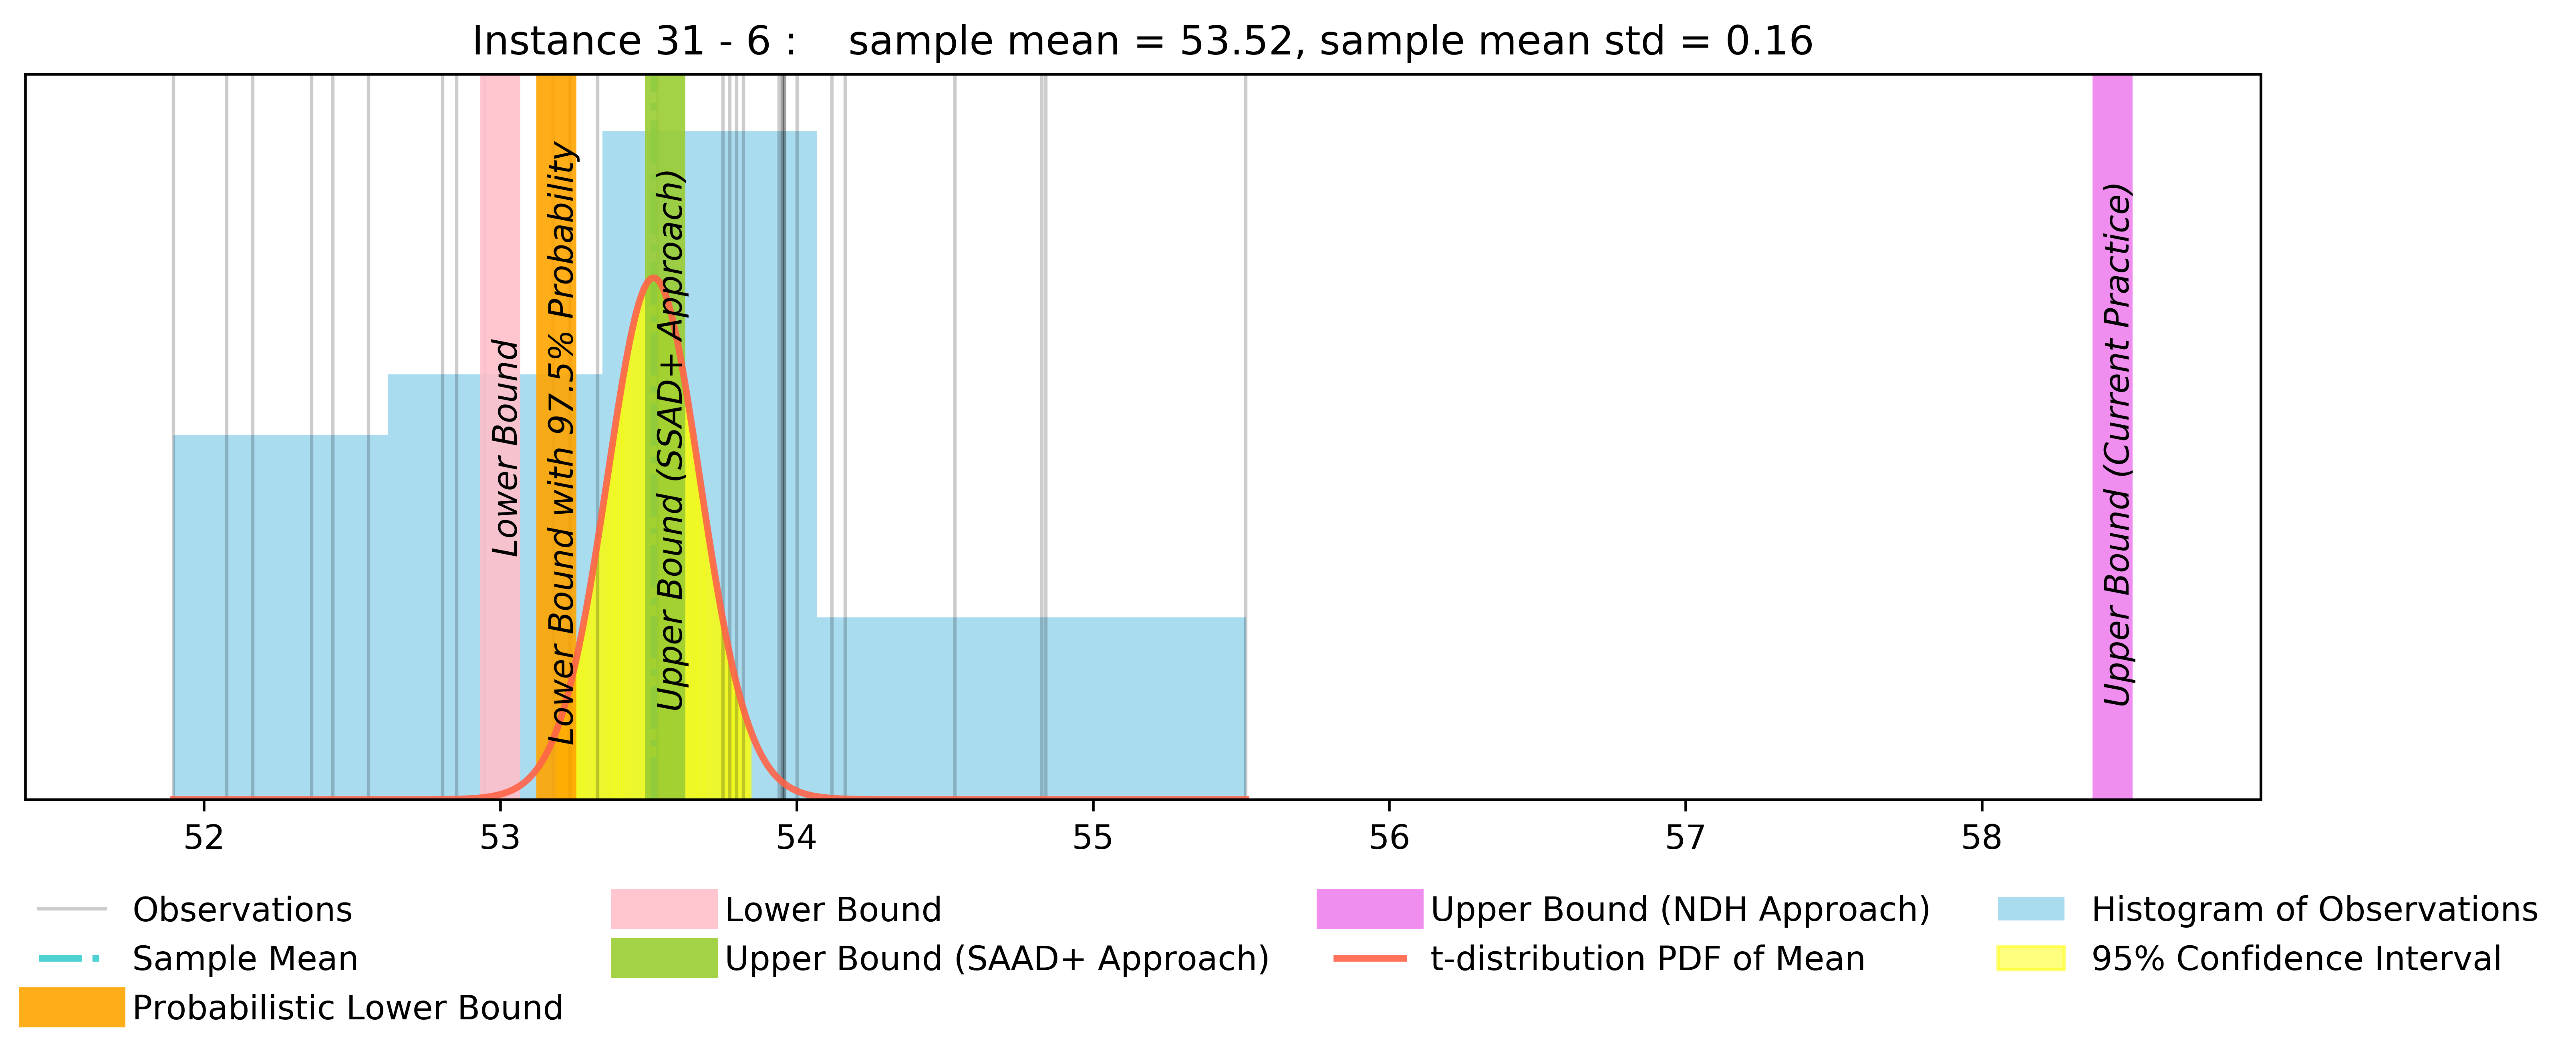 Instance 31 - 6 :    sample mean = 53.52, sample mean std = 0.16
Lower Bound
Lower Bound with 97.5% Probability
Upper Bound (SSAD+ Approach)
Upper Bound (Current Practice)
52 53 54 55 56 57 58
Observations
Sample Mean
Probabilistic Lower Bound
Lower Bound
Upper Bound (SAAD+ Approach)
Upper Bound (NDH Approach)
t-distribution PDF of Mean
Histogram of Observations
95% Confidence Interval